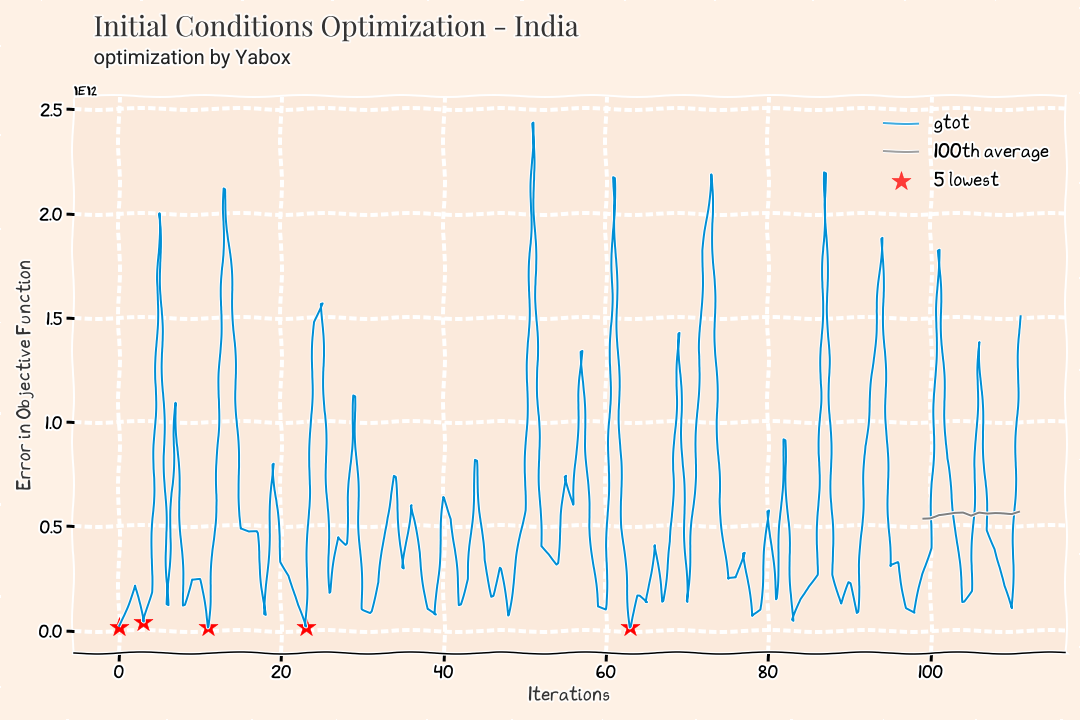 Initial Conditions Optimization - India
optimization by Yabox
1E12
2.5
2.0
1.5
1.0
0.5
0.0
Error in Objective Function
gtot
100th average
5 lowest
0 20 40 60 80 100
Iterations